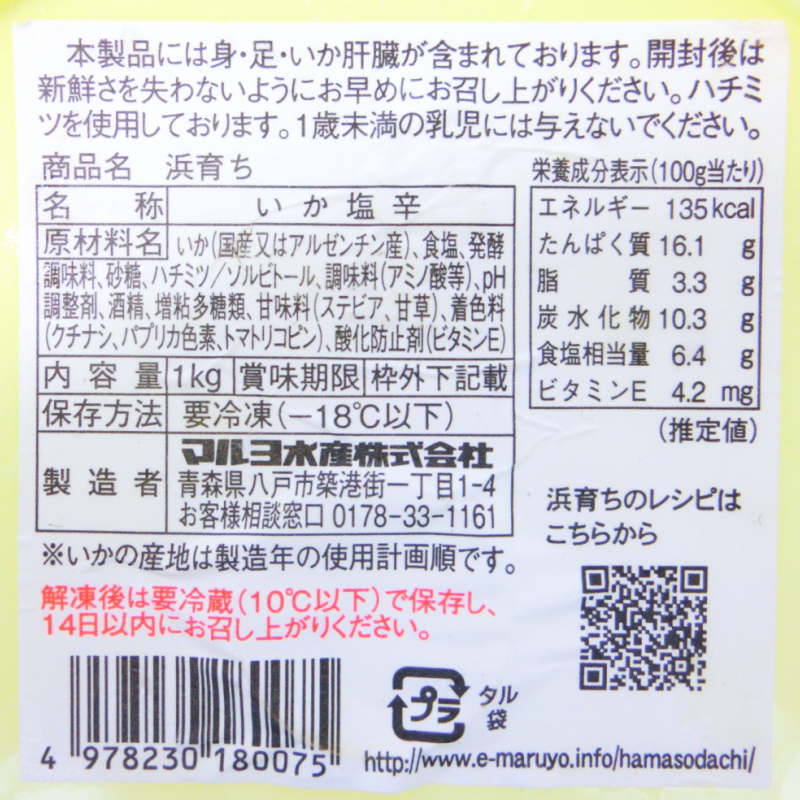 本製品には身・足・いか肝臓が含まれております。開封後は
新鮮さを失わないようにお早めにお召し上がりください。ハチミ
ツを使用しております。1歳未満の乳児には与えないでください。
商品名 浜育ち
名称 いか塩辛
原材料名 いか(国産又はアルゼンチン産)、食塩、発酵
調味料、砂糖、ハチミツ/ソルビトール、調味料(アミノ酸等)、pH
調整剤、酒精、増粘多糖類、甘味料(ステビア、甘草)、着色料
(クチナシ、パプリカ色素、トマトリコピン)、酸化防止剤(ビタミンE)
内容量 1kg 賞味期限 枠外下記載
保存方法 要冷凍(−18℃以下)
製造者 マルヨ水産株式会社
青森県八戸市築港街一丁目1-4
お客様相談窓口 0178-33-1161
※いかの産地は製造年の使用計画順です。
解凍後は要冷蔵(10℃以下)で保存し、
14日以内にお召し上がりください。
栄養成分表示(100g当たり)
エネルギー 135kcal
たんぱく質 16.1 g
脂質 3.3 g
炭水化物 10.3 g
食塩相当量 6.4 g
ビタミンE 4.2 mg
(推定値)
浜育ちのレシピは
こちらから
4 978230 180075
プラ
タル
袋
http://www.e-maruyo.info/hamasodachi/